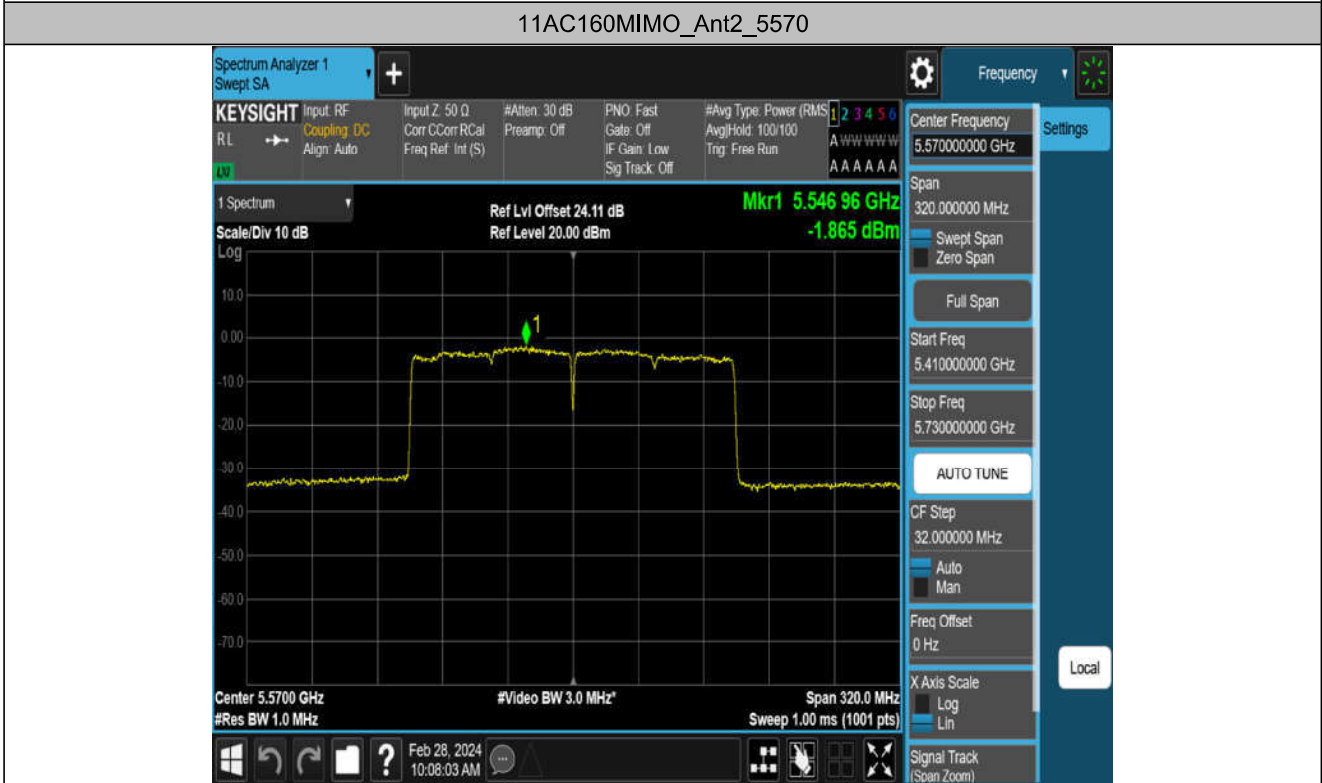 11AC160MIMO_Ant2_5570
Spectrum Analyzer 1
Swept SA
+
Frequency
KEYSIGHT
RL
LXI
Input: RF
Coupling: DC
Align: Auto
Input Z: 50 Ω
Corr CCorr RCal
Freq Ref: Int (S)
#Atten: 30 dB
Preamp: Off
PNO: Fast
Gate: Off
IF Gain: Low
Sig Track: Off
#Avg Type: Power (RMS
Avg|Hold: 100/100
Trig: Free Run
1 2 3 4 5 6
A W W W W W
A A A A A A
1 Spectrum
Scale/Div 10 dB
Log
Ref Lvl Offset 24.11 dB
Ref Level 20.00 dBm
Mkr1 5.546 96 GHz
-1.865 dBm
10.0
0.00
-10.0
-20.0
-30.0
-40.0
-50.0
-60.0
-70.0
1
Center 5.5700 GHz
#Res BW 1.0 MHz
#Video BW 3.0 MHz*
Span 320.0 MHz
Sweep 1.00 ms (1001 pts)
?
Feb 28, 2024
10:08:03 AM
Center Frequency
5.570000000 GHz
Settings
Span
320.000000 MHz
Swept Span
Zero Span
Full Span
Start Freq
5.410000000 GHz
Stop Freq
5.730000000 GHz
AUTO TUNE
CF Step
32.000000 MHz
Auto
Man
Freq Offset
0 Hz
X Axis Scale
Log
Lin
Local
Signal Track
(Span Zoom)